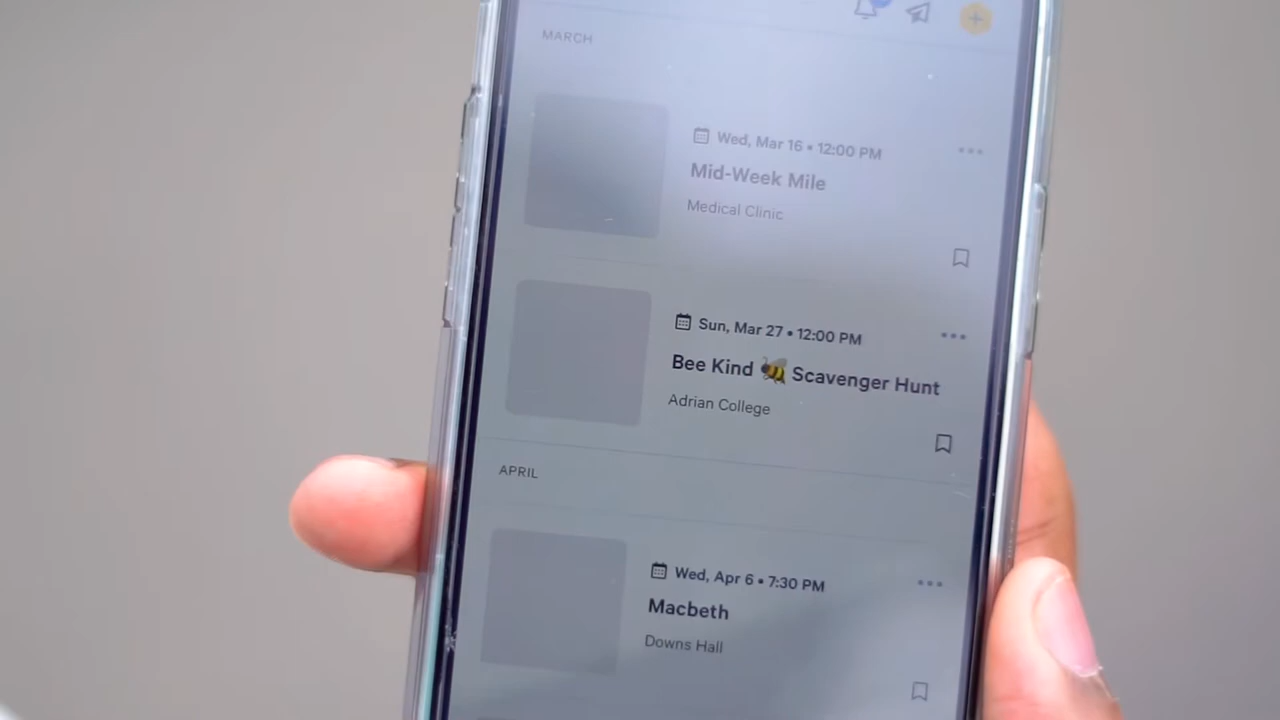 MARCH
Wed, Mar 16 • 12:00 PM
Mid-Week Mile
Medical Clinic
Sun, Mar 27 • 12:00 PM
Bee Kind 🐝 Scavenger Hunt
Adrian College
APRIL
Wed, Apr 6 • 7:30 PM
Macbeth
Downs Hall